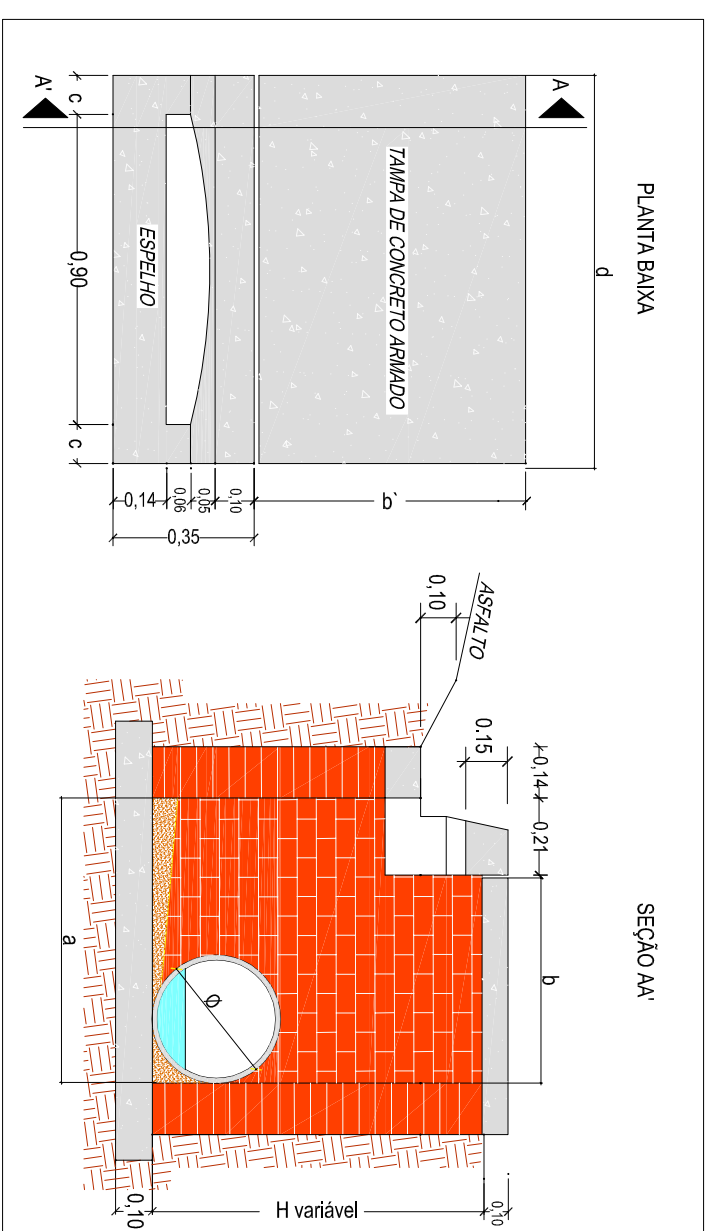 PLANTA BAIXA
d
A
A'
TAMPA DE CONCRETO ARMADO
ESPELHO
c
0,90
c
b`
0,10
0,05
0,06
0,14
0,35
SEÇÃO AA'
ASFALTO
0,10
0.15
0,14
0,21
b
Ø
a
0,10
H variável
0,10